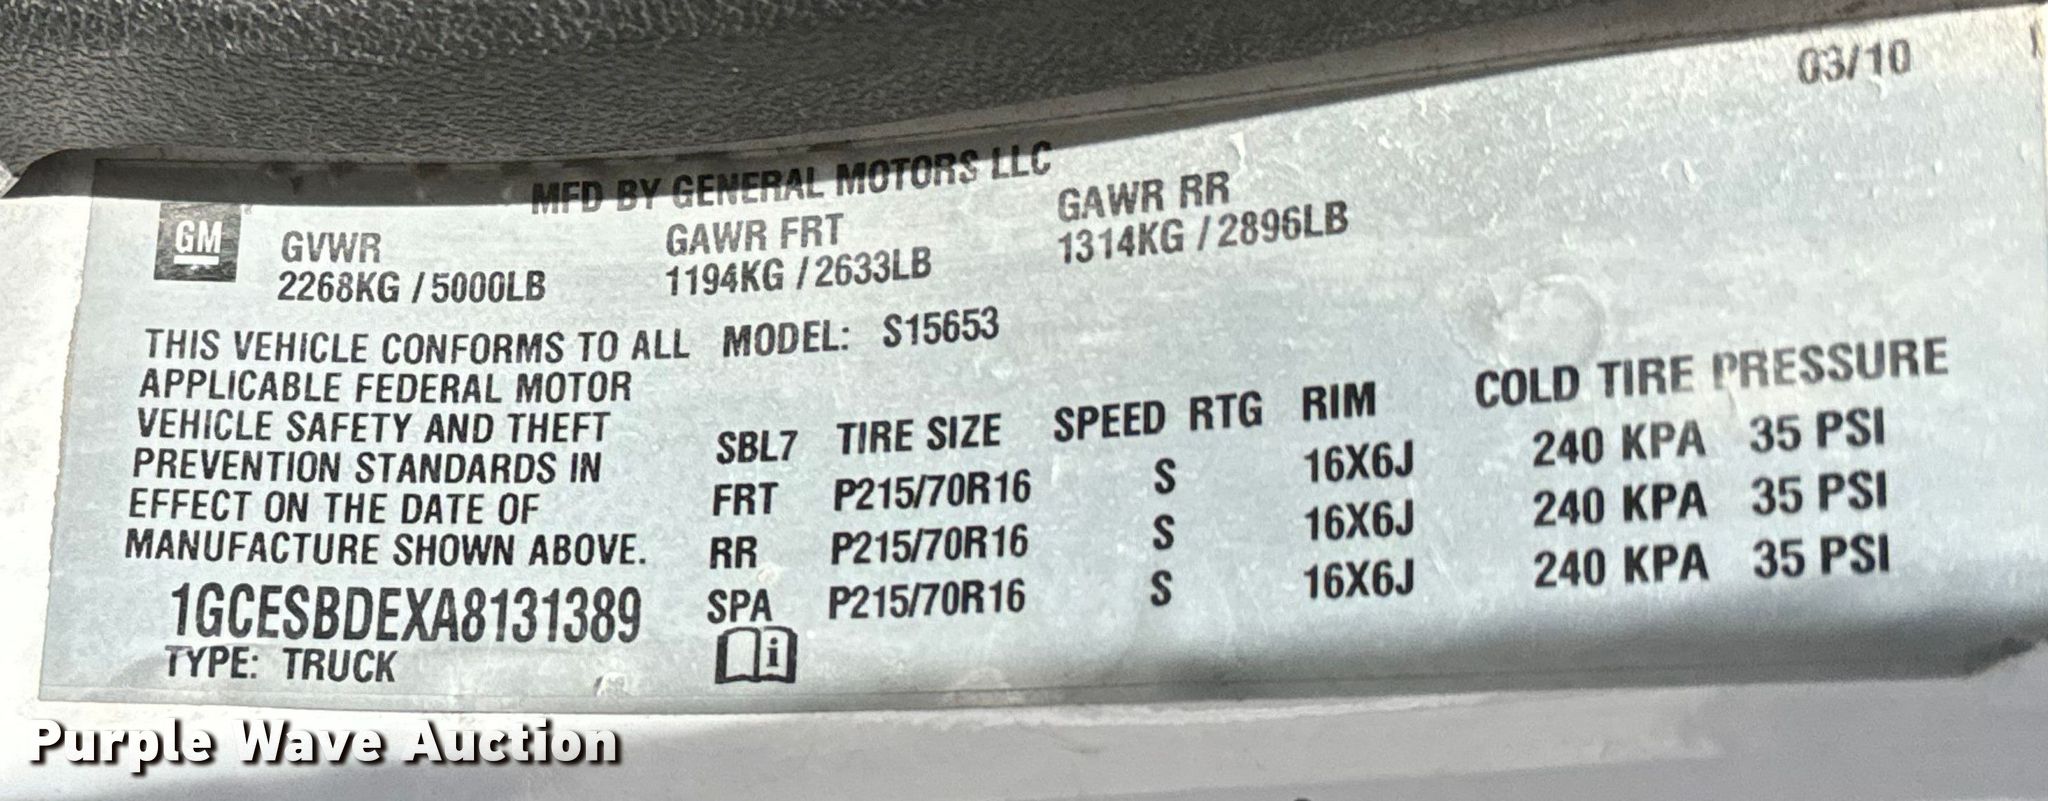 03/10
MFD BY GENERAL MOTORS LLC
GM
GVWR GAWR FRT GAWR RR
2268KG / 5000LB 1194KG / 2633LB 1314KG / 2896LB
THIS VEHICLE CONFORMS TO ALL
APPLICABLE FEDERAL MOTOR
VEHICLE SAFETY AND THEFT
PREVENTION STANDARDS IN
EFFECT ON THE DATE OF
MANUFACTURE SHOWN ABOVE.
1GCESBDEXA8131389
TYPE: TRUCK
MODEL: S15653
SBL7 TIRE SIZE SPEED RTG RIM COLD TIRE PRESSURE
FRT P215/70R16 S 16X6J 240 KPA 35 PSI
RR P215/70R16 S 16X6J 240 KPA 35 PSI
SPA P215/70R16 S 16X6J 240 KPA 35 PSI
i
Purple Wave Auction